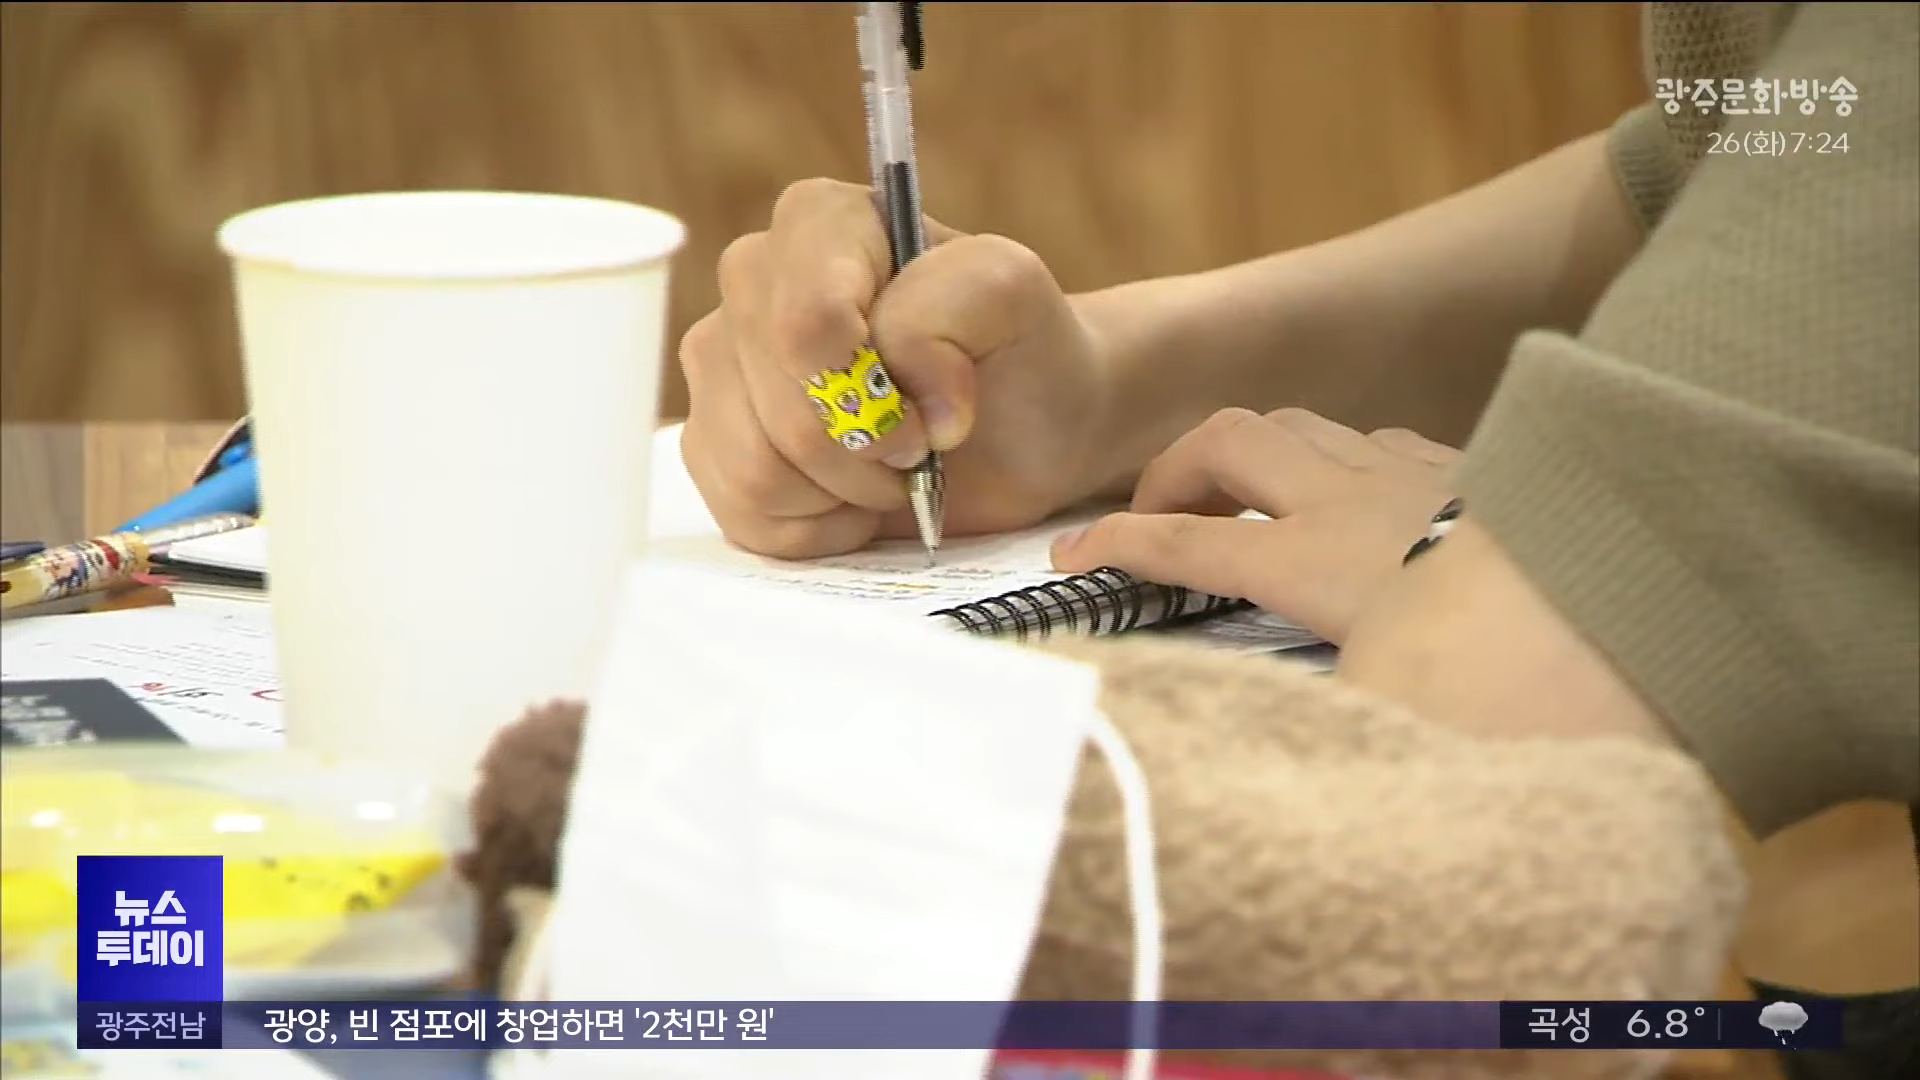 광주문화방송
26(화)7:24
뉴스
투데이
광주전남
광양, 빈 점포에 창업하면 '2천만 원'
곡성 6.8°